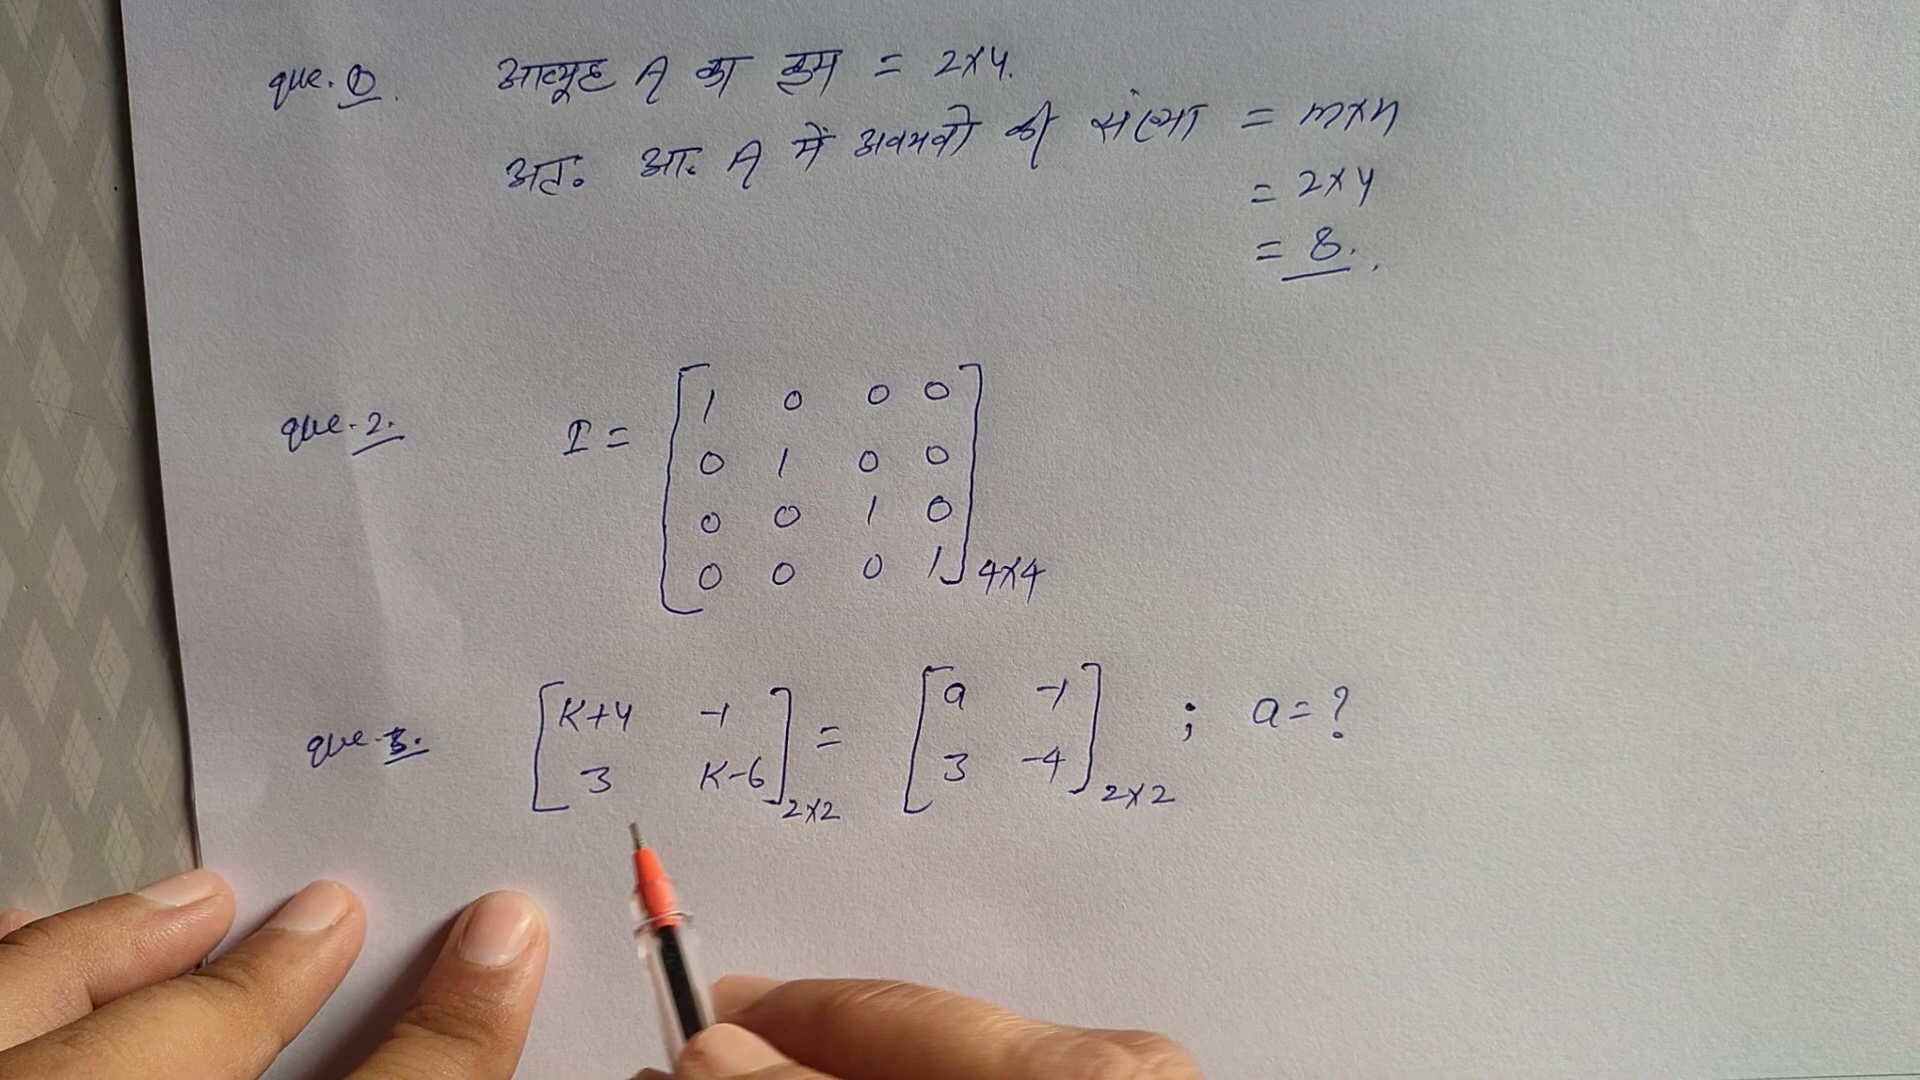 que. ①. आव्यूह A का क्रम = 2×4.
अतः आ. A में अवयवों की संख्या = m×n
= 2×4
= 8.
que. 2. I = [1 0 0 0
0 1 0 0
0 0 1 0
0 0 0 1] 4×4
que. 3. [K+4 -1
3 K-6] 2×2 = [a -1
3 -4] 2×2 ; a = ?